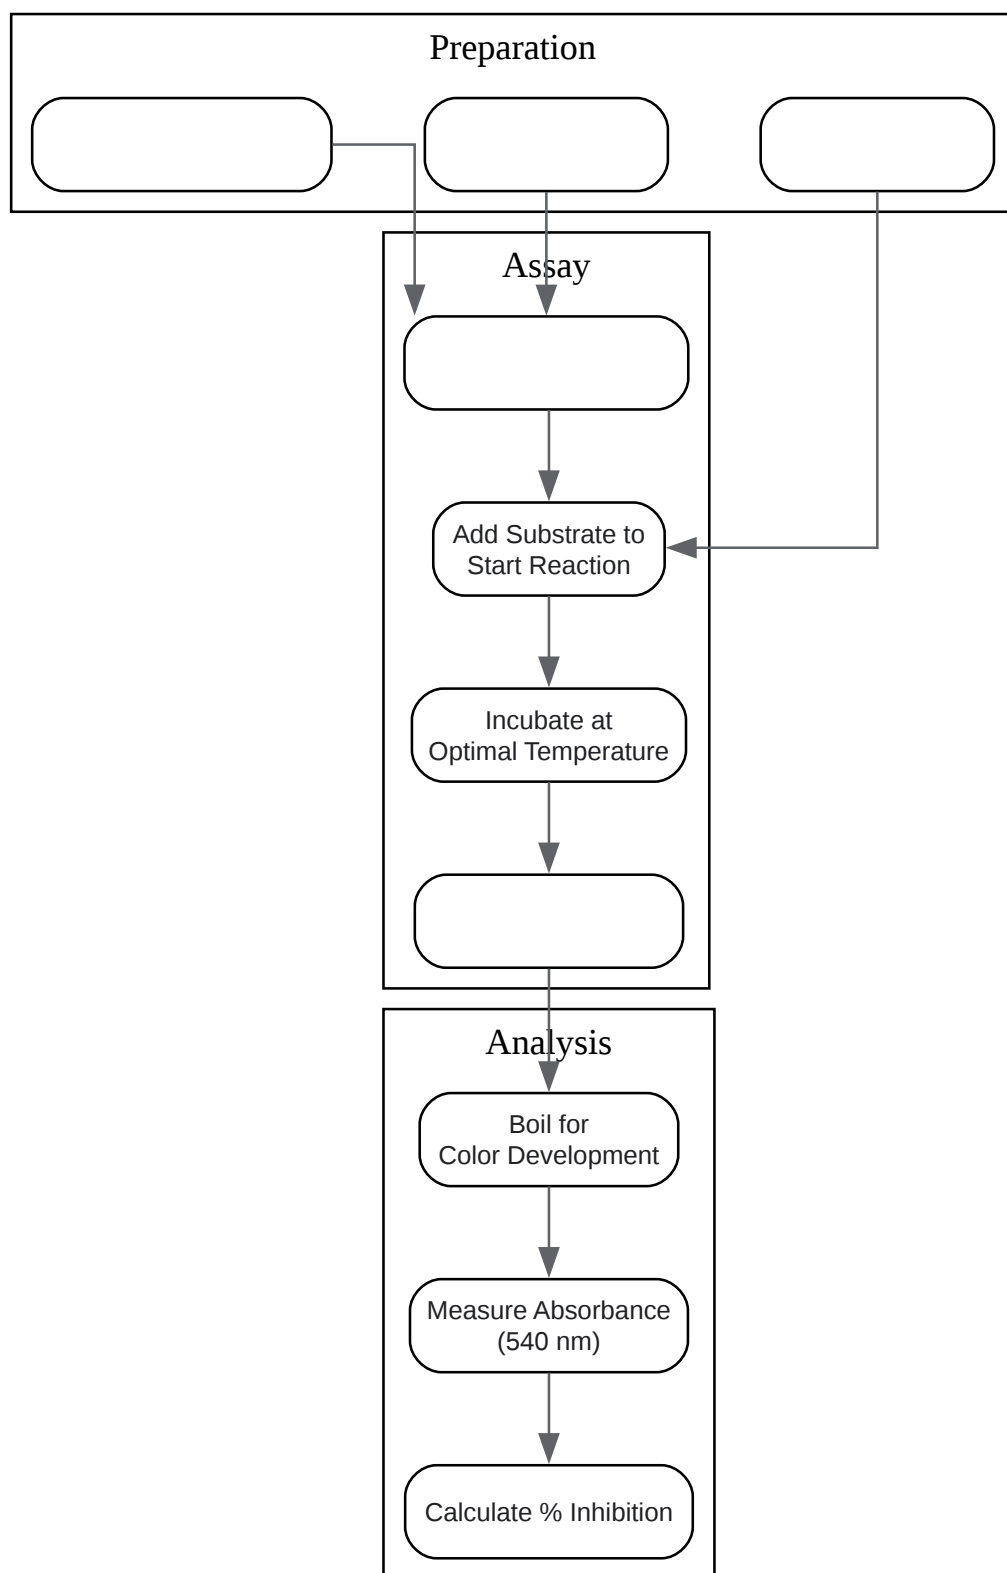 Preparation
Assay
Add Substrate to
Start Reaction
Incubate at
Optimal Temperature
Analysis
Boil for
Color Development
Measure Absorbance
(540 nm)
Calculate % Inhibition